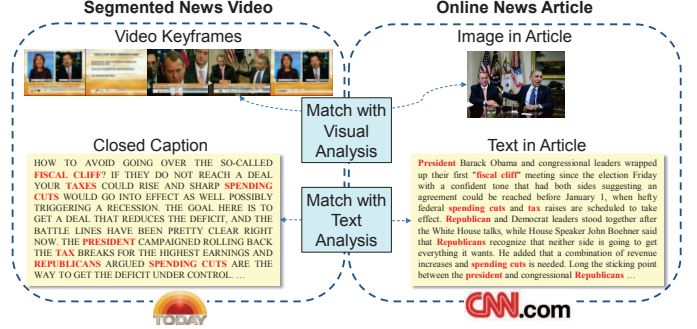 Segmented News Video
Online News Article
Video Keyframes
Image in Article
Match with
Visual
Analysis
Closed Caption
Text in Article
HOW TO AVOID GOING OVER THE SO-CALLED
FISCAL CLIFF? IF THEY DO NOT REACH A DEAL
YOUR TAXES COULD RISE AND SHARP SPENDING
CUTS WOULD GO INTO EFFECT AS WELL POSSIBLY
TRIGGERING A RECESSION. THE GOAL HERE IS TO
GET A DEAL THAT REDUCES THE DEFICIT, AND THE
BATTLE LINES HAVE BEEN PRETTY CLEAR RIGHT
NOW. THE PRESIDENT CAMPAIGNED ROLLING BACK
THE TAX BREAKS FOR THE HIGHEST EARNING AND
REPUBLICANS ARGUED SPENDING CUTS ARE THE
WAY TO GET THE DEFICIT UNDER CONTROL. ...
Match with
Text
Analysis
President Barack Obama and congressional leaders wrapped
up their first "fiscal cliff" meeting since the election Friday
with a confident tone that had both sides suggesting an
agreement could be reached before January 1, when hefty
federal spending cuts and tax raises are scheduled to take
effect. Republican and Democrat leaders stood together after
the White House talks, while House Speaker John Boehner said
that Republicans recognize that neither side is going to get
everything it wants. He added that a combination of revenue
increases and spending cut is needed. Long the sticking point
between the president and congressional Republicans ...
TODAY
CNN.com